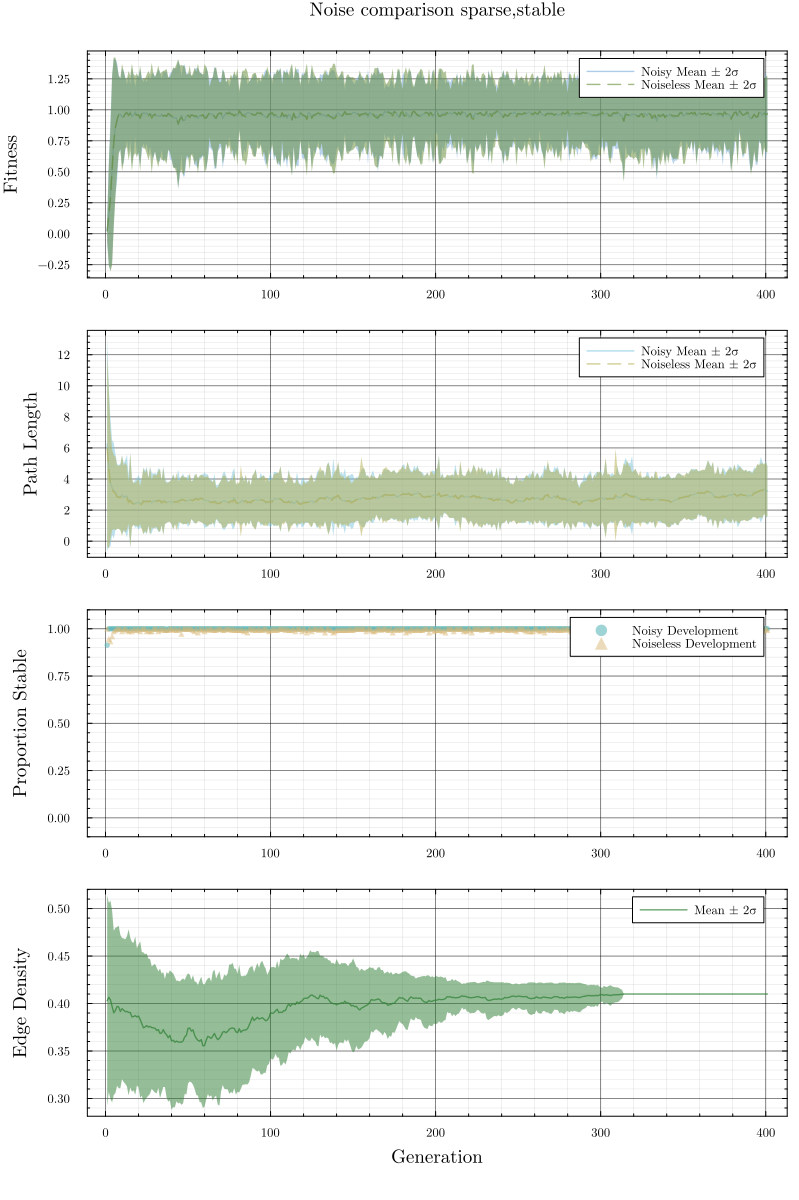 Noise comparison sparse,stable
Fitness
1.25
1.00
0.75
0.50
0.25
0.00
−0.25
Noisy Mean ± 2σ
Noiseless Mean ± 2σ
0 100 200 300 400
Path Length
12
10
8
6
4
2
0
Noisy Mean ± 2σ
Noiseless Mean ± 2σ
0 100 200 300 400
Proportion Stable
1.00
0.75
0.50
0.25
0.00
Noisy Development
Noiseless Development
0 100 200 300 400
Edge Density
0.50
0.45
0.40
0.35
0.30
Mean ± 2σ
0 100 200 300 400
Generation